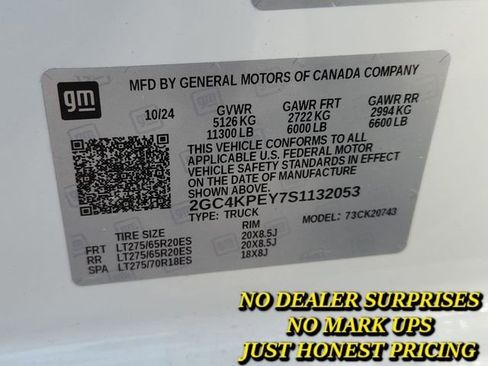 gm
MFD BY GENERAL MOTORS OF CANADA COMPANY
10/24 GVWR GAWR FRT GAWR RR
5126 KG 2722 KG 2994 KG
11300 LB 6000 LB 6600 LB
THIS VEHICLE CONFORMS TO ALL
APPLICABLE U.S. FEDERAL MOTOR
VEHICLE SAFETY STANDARDS IN EFFECT ON
THE DATE OF MANUFACTURE
SHOWN ABOVE.
2GC4KPEY7S1132053
TYPE: TRUCK MODEL: 73CK20743
TIRE SIZE RIM
FRT LT275/65R20ES 20X8.5J
RR LT275/65R20ES 20X8.5J
SPA LT275/70R18ES 18X8J
NO DEALER SURPRISES
NO MARK UPS
JUST HONEST PRICING